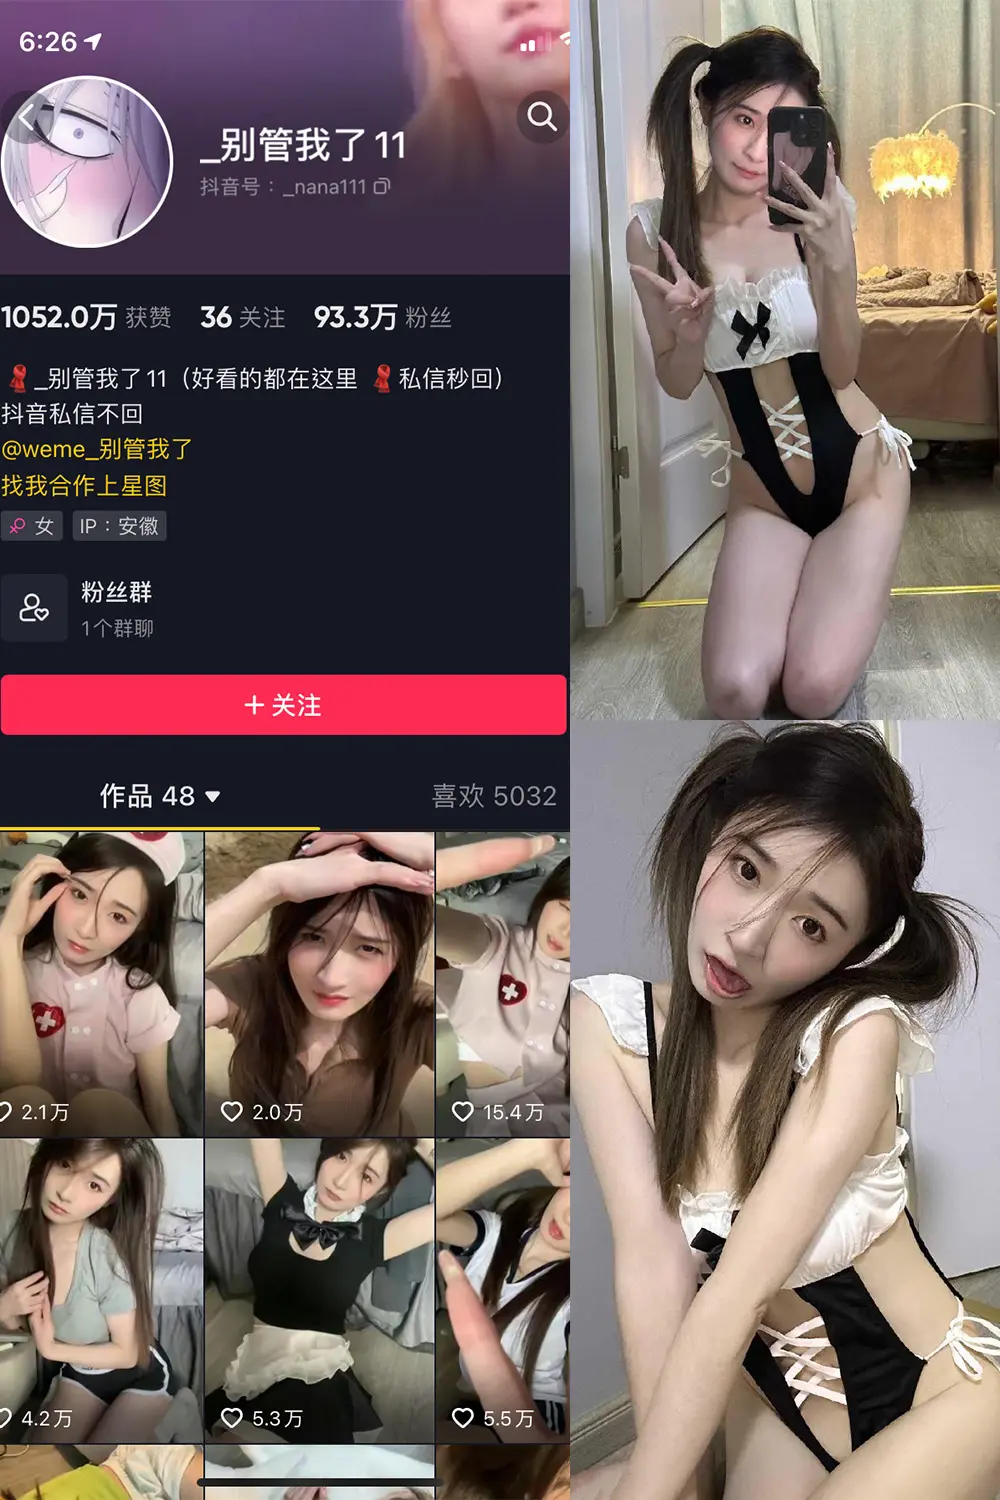 6:26
_别管我了11
抖音号：_nana111
1052.0万 获赞 36 关注 93.3万 粉丝
_别管我了11（好看的都在这里 私信秒回）
抖音私信不回
@weme_别管我了
找我合作上星图
女 IP：安徽
粉丝群
1个群聊
+ 关注
作品 48 喜欢 5032
2.1万 2.0万 15.4万
4.2万 5.3万 5.5万